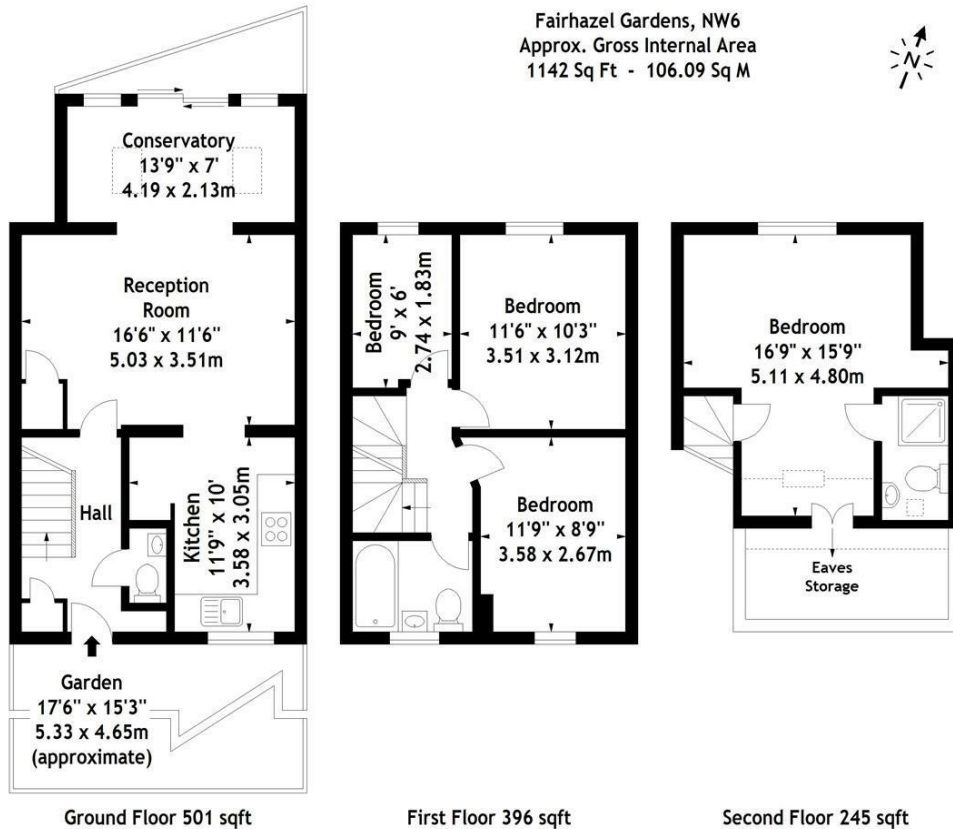 Fairhazel Gardens, NW6
Approx. Gross Internal Area
1142 Sq Ft - 106.09 Sq M
N
Conservatory
13'9" x 7'
4.19 x 2.13m
Reception
Room
16'6" x 11'6"
5.03 x 3.51m
Hall
Kitchen
11'9" x 10'
3.58 x 3.05m
Garden
17'6" x 15'3"
5.33 x 4.65m
(approximate)
Ground Floor 501 sqft
Bedroom
9' x 6'
2.74 x 1.83m
Bedroom
11'6" x 10'3"
3.51 x 3.12m
Bedroom
11'9" x 8'9"
3.58 x 2.67m
First Floor 396 sqft
Bedroom
16'9" x 15'9"
5.11 x 4.80m
Eaves
Storage
Second Floor 245 sqft